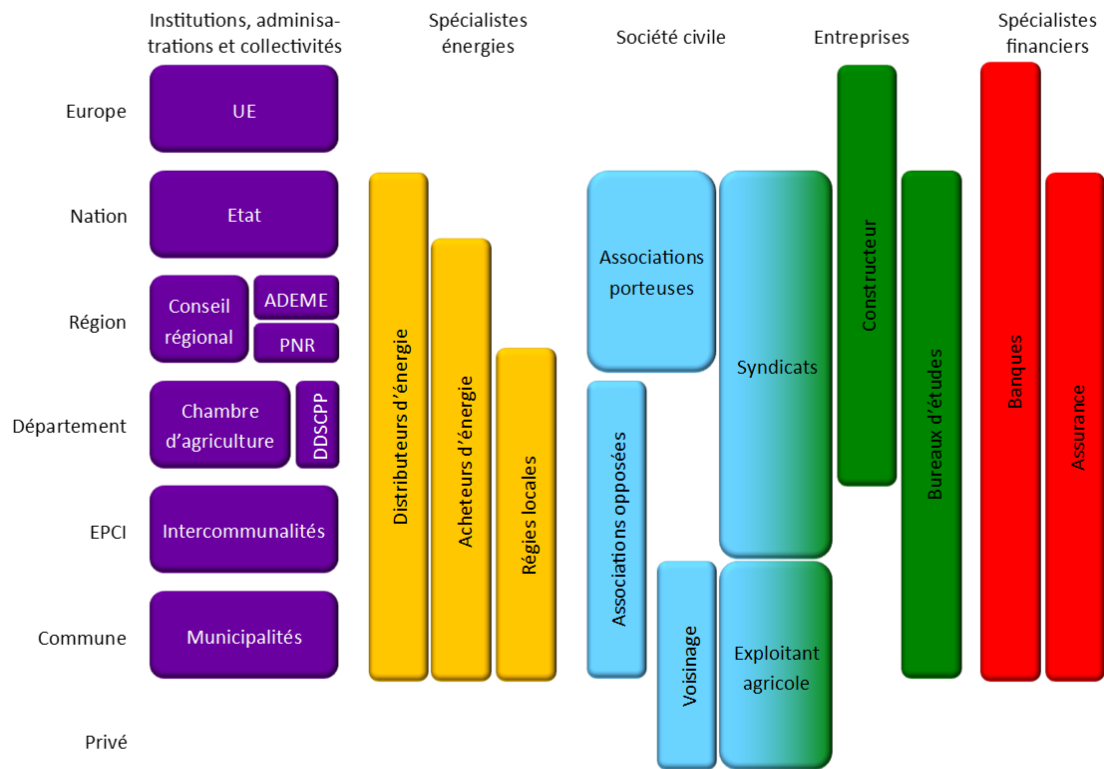 Institutions, adminisa-
trations et collectivités
Spécialistes
énergies
Société civile
Entreprises
Spécialistes
financiers
Europe
UE
Nation
Etat
Région
Conseil
régional
ADEME
PNR
Département
Chambre
d'agriculture
DDSCPP
EPCI
Intercommunalités
Commune
Municipalités
Privé
Distributeurs d'énergie
Acheteurs d'énergie
Régies locales
Associations
porteuses
Associations opposées
Voisinage
Syndicats
Exploitant
agricole
Constructeur
Bureaux d'études
Banques
Assurance